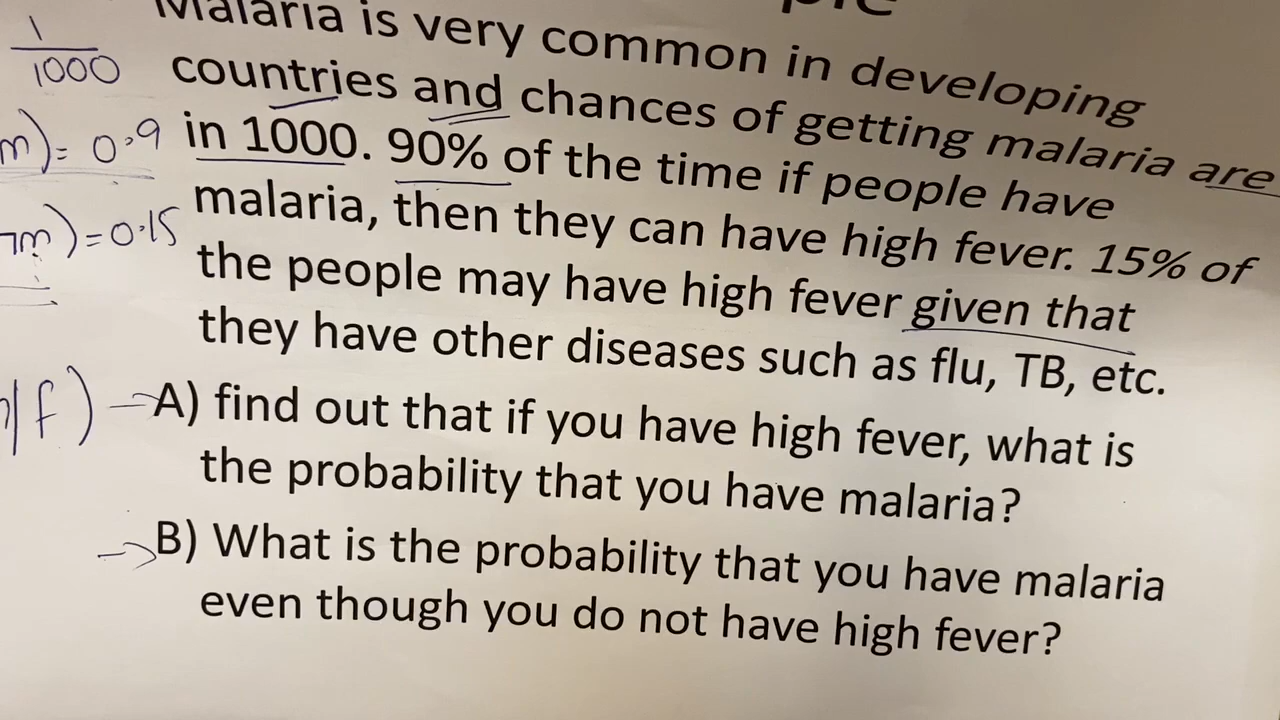 1
1000
m) = 0.9
¬m) = 0.15
|f)
Malaria is very common in developing
countries and chances of getting malaria are
in 1000. 90% of the time if people have
malaria, then they can have high fever. 15% of
the people may have high fever given that
they have other diseases such as flu, TB, etc.
A) find out that if you have high fever, what is
the probability that you have malaria?
B) What is the probability that you have malaria
even though you do not have high fever?